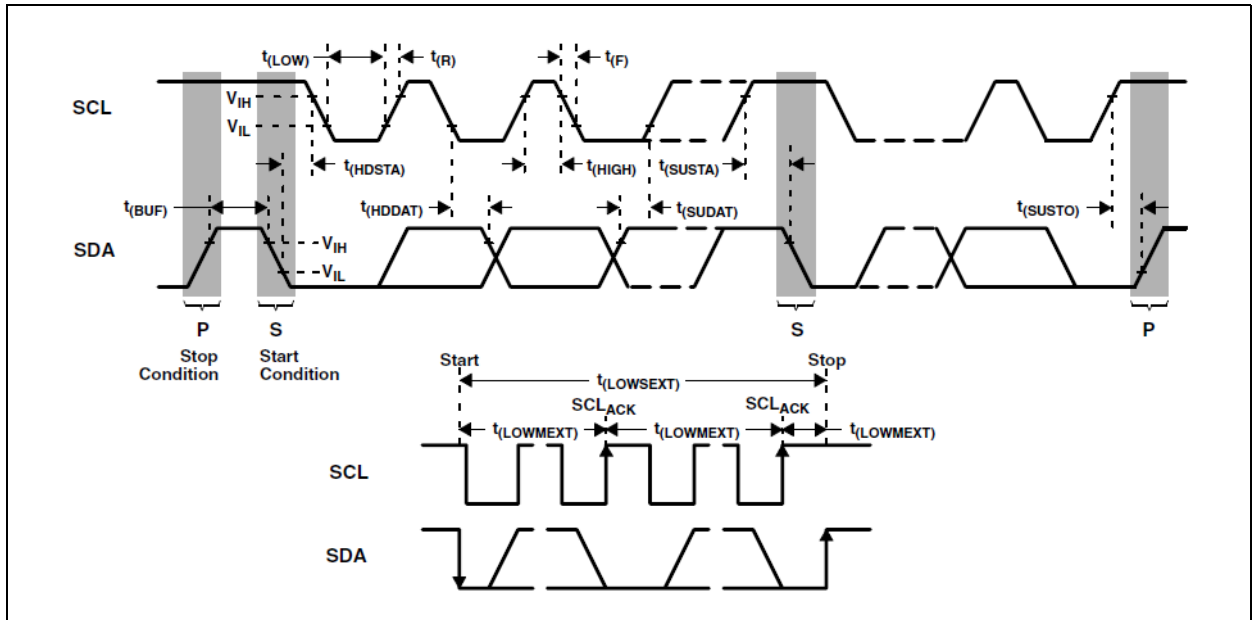 t(LOW) t(R) t(F)
SCL
VIH
VIL
t(HDSTA) t(HIGH) t(SUSTA)
t(BUF) t(HDDAT) t(SUDAT) t(SUSTO)
SDA
VIH
VIL
P S S P
Stop Condition
Start Condition
Start Stop
t(LOWSEXT)
SCLACK SCLACK
t(LOWMEXT) t(LOWMEXT) t(LOWMEXT)
SCL
SDA